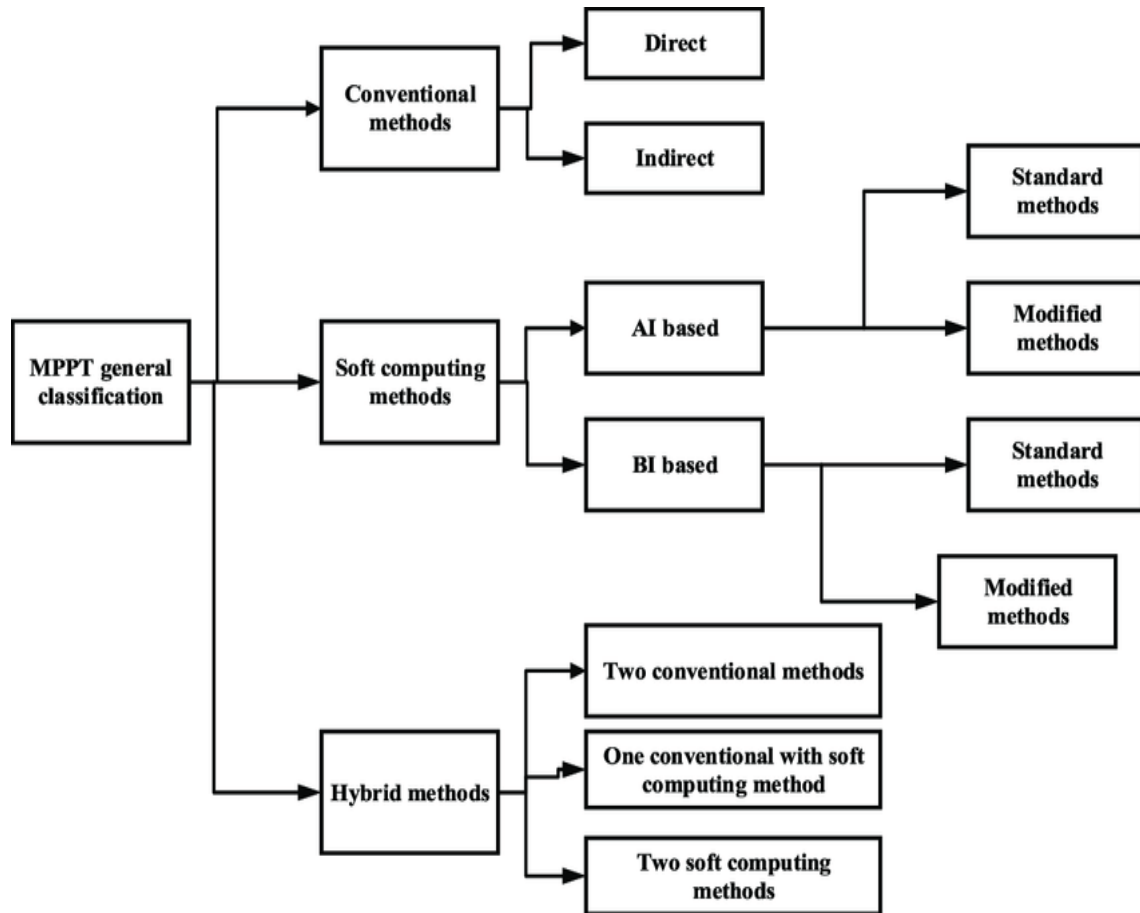 Direct
Conventional
methods
Indirect
Standard
methods
AI based
Modified
methods
MPPT general
classification
Soft computing
methods
BI based
Standard
methods
Modified
methods
Two conventional methods
Hybrid methods
One conventional with soft
computing method
Two soft computing
methods